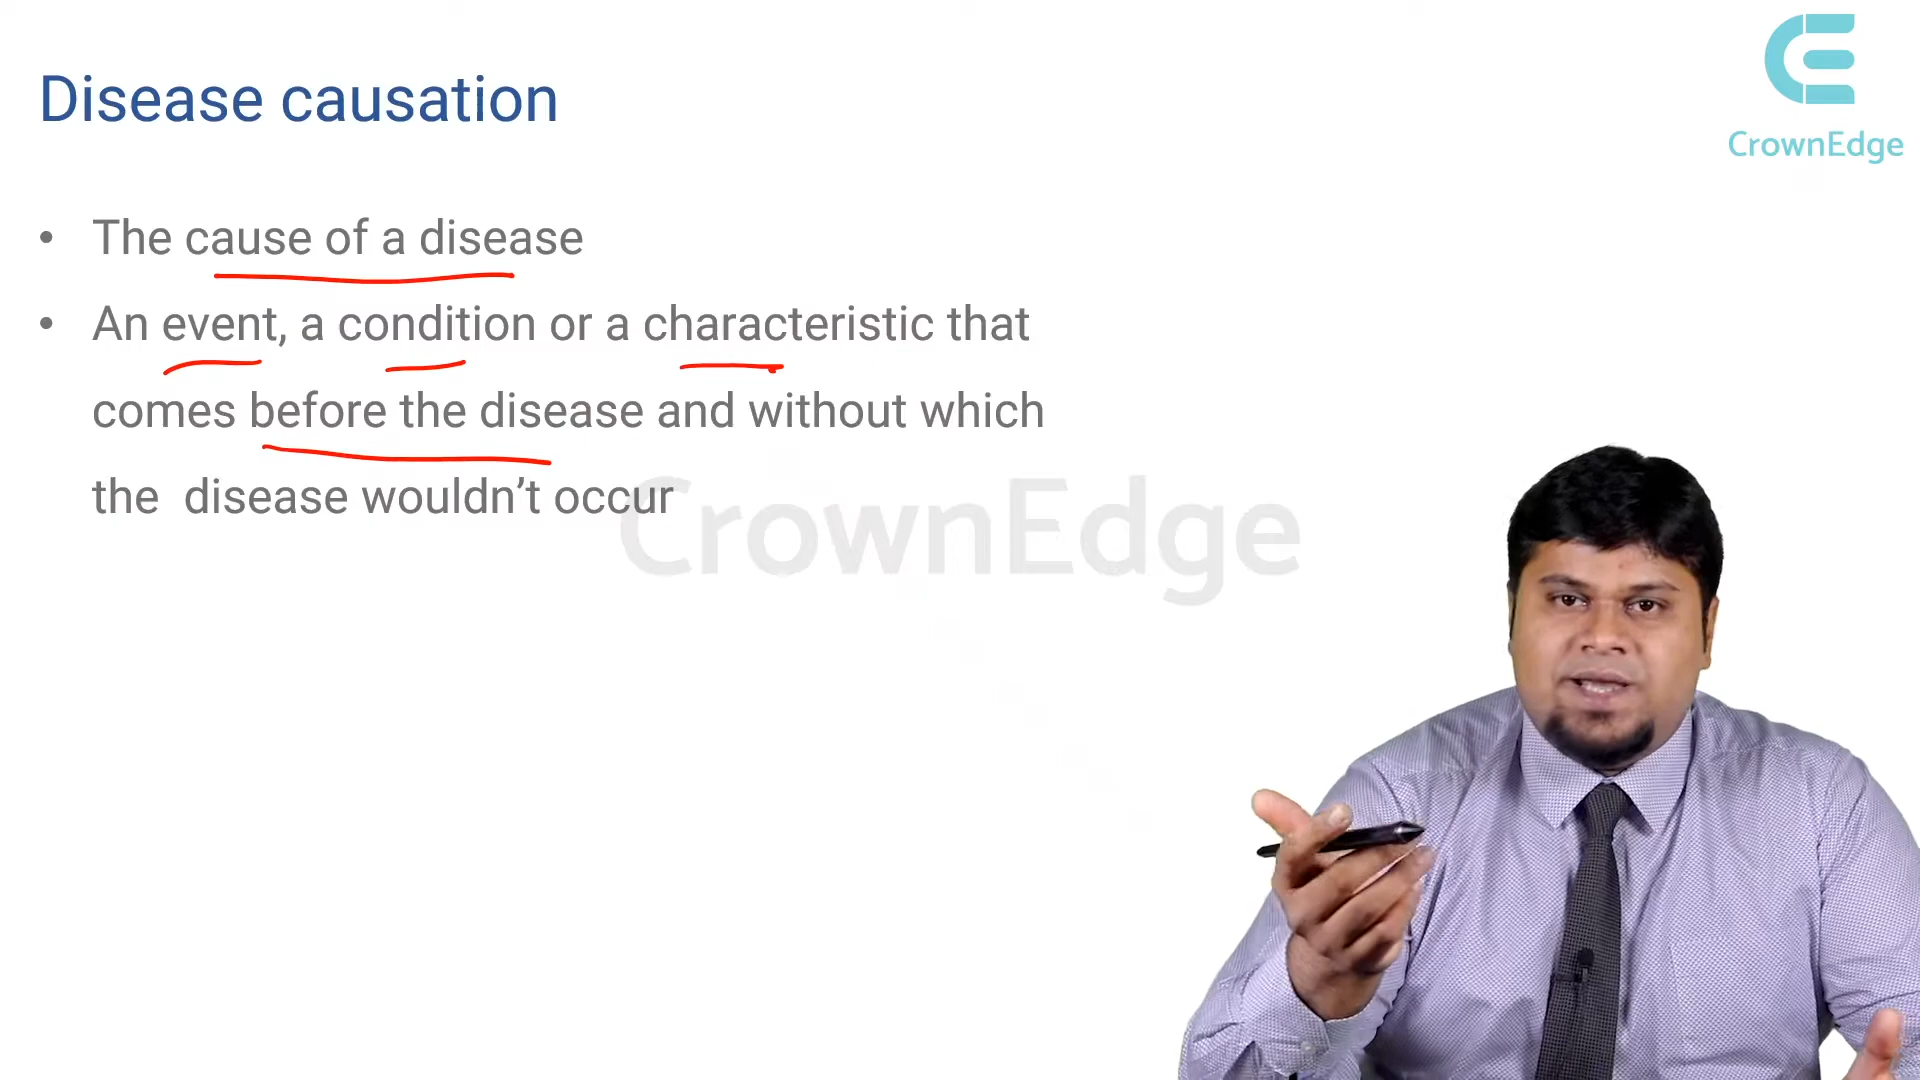 Disease causation
CrownEdge
• The cause of a disease
• An event, a condition or a characteristic that
comes before the disease and without which
the disease wouldn’t occur
CrownEdge